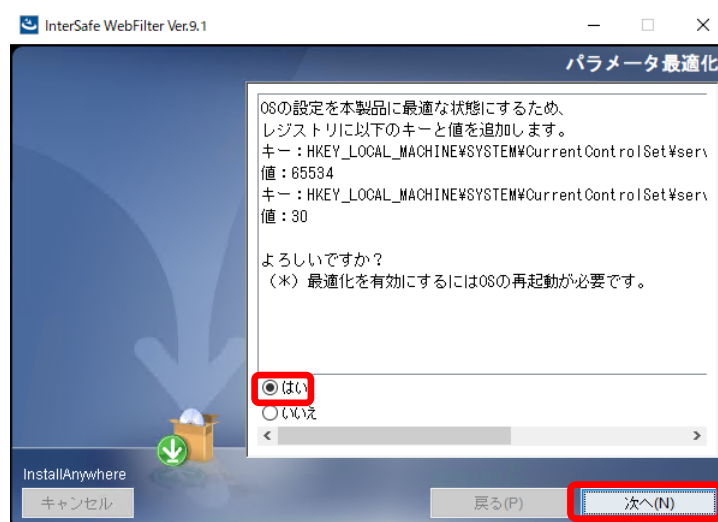 InterSafe WebFilter Ver.9.1
パラメータ最適化
OSの設定を本製品に最適な状態にするため、
レジストリに以下のキーと値を追加します。
キー：HKEY_LOCAL_MACHINE¥SYSTEM¥CurrentControlSet¥serv
値：65534
キー：HKEY_LOCAL_MACHINE¥SYSTEM¥CurrentControlSet¥serv
値：30
よろしいですか？
（*）最適化を有効にするにはOSの再起動が必要です。
はい
いいえ
InstallAnywhere
キャンセル
戻る(P)
次へ(N)